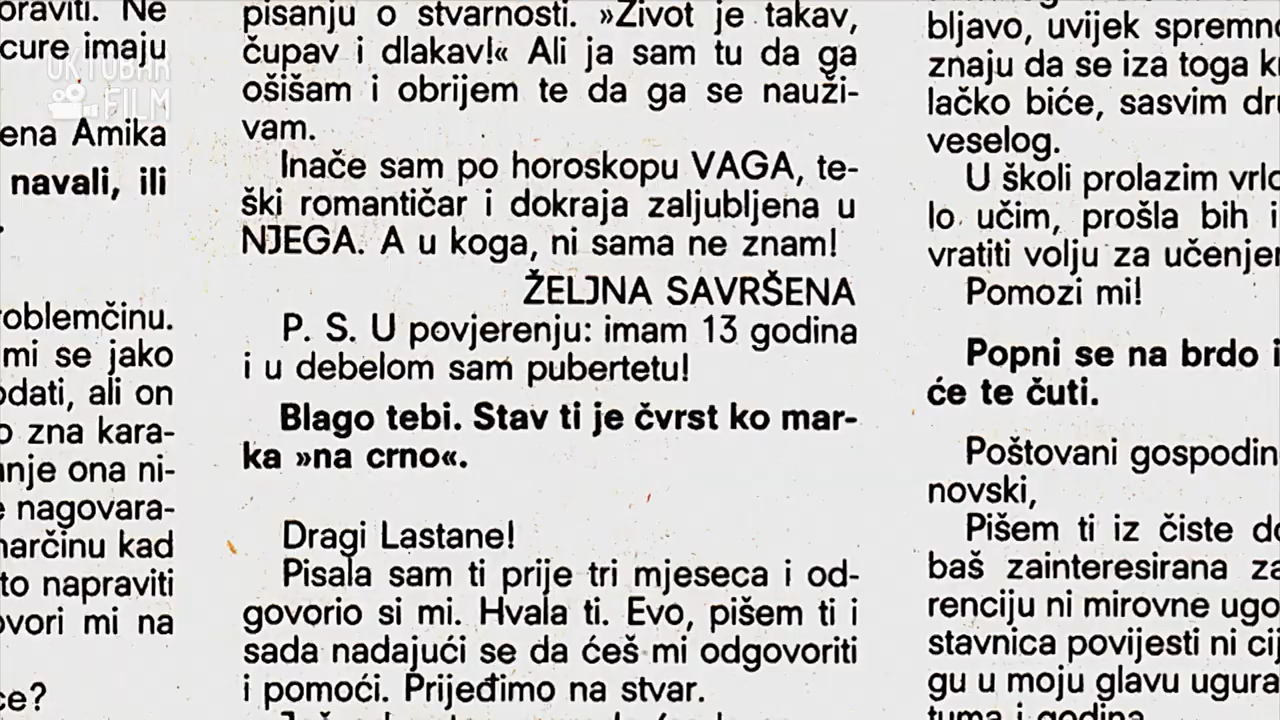 oraviti. Ne
cure imaju
OKTOBAR
FILM
ena Amika
navali, ili
roblemčinu.
mi se jako
odati, ali on
o zna kara-
anje ona ni-
e nagovara-
narčinu kad
to napraviti
ovori mi na
ce?
pisanju o stvarnosti. »Život je takav,
čupav i dlakav!« Ali ja sam tu da ga
ošišam i obrijem te da ga se nauži-
vam.
Inače sam po horoskopu VAGA, te-
ški romantičar i dokraja zaljubljena u
NJEGA. A u koga, ni sama ne znam!
ŽELJNA SAVRŠENA
P. S. U povjerenju: imam 13 godina
i u debelom sam pubertetu!
Blago tebi. Stav ti je čvrst ko mar-
ka »na crno«.
Dragi Lastane!
Pisala sam ti prije tri mjeseca i od-
govorio si mi. Hvala ti. Evo, pišem ti i
sada nadajući se da ćeš mi odgovoriti
i pomoći. Prijeđimo na stvar.
bljavo, uvijek spremno
znaju da se iza toga k
lačko biće, sasvim dru
veselog.
U školi prolazim vrlo
lo učim, prošla bih i
vratiti volju za učenjem
Pomozi mi!
Popni se na brdo i
će te čuti.
Poštovani gospodin
novski,
Pišem ti iz čiste do
baš zainteresirana za
renciju ni mirovne ugo
stavnica povijesti ni cij
gu u moju glavu ugura
tuma i godina